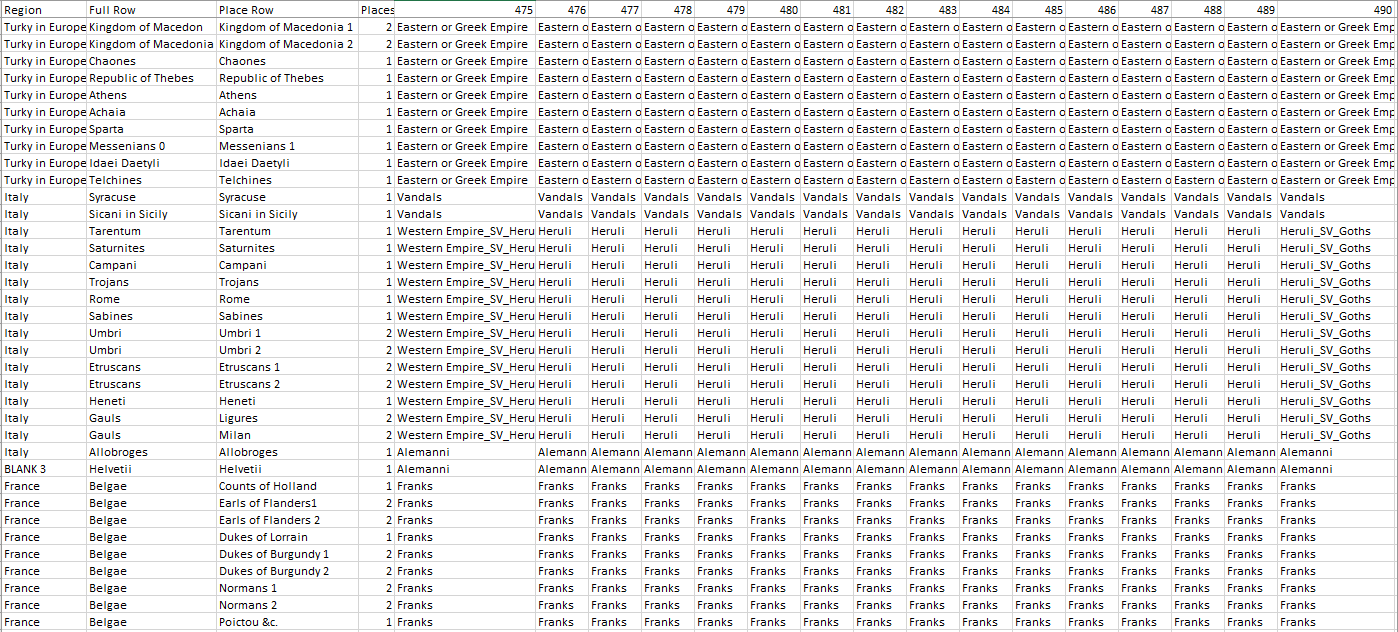 Region Full Row Place Row Places 475 476 477 478 479 480 481 482 483 484 485 486 487 488 489 490
Turky in Europe Kingdom of Macedon Kingdom of Macedonia 1 2 Eastern or Greek Empire Eastern o Eastern o Eastern o Eastern o Eastern o Eastern o Eastern o Eastern o Eastern o Eastern o Eastern o Eastern o Eastern o Eastern o Eastern or Greek Emp
Turky in Europe Kingdom of Macedonia Kingdom of Macedonia 2 2 Eastern or Greek Empire Eastern o Eastern o Eastern o Eastern o Eastern o Eastern o Eastern o Eastern o Eastern o Eastern o Eastern o Eastern o Eastern o Eastern o Eastern or Greek Emp
Turky in Europe Chaones Chaones 1 Eastern or Greek Empire Eastern o Eastern o Eastern o Eastern o Eastern o Eastern o Eastern o Eastern o Eastern o Eastern o Eastern o Eastern o Eastern o Eastern o Eastern or Greek Emp
Turky in Europe Republic of Thebes Republic of Thebes 1 Eastern or Greek Empire Eastern o Eastern o Eastern o Eastern o Eastern o Eastern o Eastern o Eastern o Eastern o Eastern o Eastern o Eastern o Eastern o Eastern o Eastern or Greek Emp
Turky in Europe Athens Athens 1 Eastern or Greek Empire Eastern o Eastern o Eastern o Eastern o Eastern o Eastern o Eastern o Eastern o Eastern o Eastern o Eastern o Eastern o Eastern o Eastern o Eastern or Greek Emp
Turky in Europe Achaia Achaia 1 Eastern or Greek Empire Eastern o Eastern o Eastern o Eastern o Eastern o Eastern o Eastern o Eastern o Eastern o Eastern o Eastern o Eastern o Eastern o Eastern o Eastern or Greek Emp
Turky in Europe Sparta Sparta 1 Eastern or Greek Empire Eastern o Eastern o Eastern o Eastern o Eastern o Eastern o Eastern o Eastern o Eastern o Eastern o Eastern o Eastern o Eastern o Eastern o Eastern or Greek Emp
Turky in Europe Messenians 0 Messenians 1 1 Eastern or Greek Empire Eastern o Eastern o Eastern o Eastern o Eastern o Eastern o Eastern o Eastern o Eastern o Eastern o Eastern o Eastern o Eastern o Eastern o Eastern or Greek Emp
Turky in Europe Idaei Daetyli Idaei Daetyli 1 Eastern or Greek Empire Eastern o Eastern o Eastern o Eastern o Eastern o Eastern o Eastern o Eastern o Eastern o Eastern o Eastern o Eastern o Eastern o Eastern o Eastern or Greek Emp
Turky in Europe Telchines Telchines 1 Eastern or Greek Empire Eastern o Eastern o Eastern o Eastern o Eastern o Eastern o Eastern o Eastern o Eastern o Eastern o Eastern o Eastern o Eastern o Eastern o Eastern or Greek Emp
Italy Syracuse Syracuse 1 Vandals Vandals Vandals Vandals Vandals Vandals Vandals Vandals Vandals Vandals Vandals Vandals Vandals Vandals Vandals Vandals
Italy Sicani in Sicily Sicani in Sicily 1 Vandals Vandals Vandals Vandals Vandals Vandals Vandals Vandals Vandals Vandals Vandals Vandals Vandals Vandals Vandals Vandals
Italy Tarentum Tarentum 1 Western Empire_SV_Heru Heruli Heruli Heruli Heruli Heruli Heruli Heruli Heruli Heruli Heruli Heruli Heruli Heruli Heruli Heruli_SV_Goths
Italy Saturnites Saturnites 1 Western Empire_SV_Heru Heruli Heruli Heruli Heruli Heruli Heruli Heruli Heruli Heruli Heruli Heruli Heruli Heruli Heruli Heruli_SV_Goths
Italy Campani Campani 1 Western Empire_SV_Heru Heruli Heruli Heruli Heruli Heruli Heruli Heruli Heruli Heruli Heruli Heruli Heruli Heruli Heruli Heruli_SV_Goths
Italy Trojans Trojans 1 Western Empire_SV_Heru Heruli Heruli Heruli Heruli Heruli Heruli Heruli Heruli Heruli Heruli Heruli Heruli Heruli Heruli Heruli_SV_Goths
Italy Rome Rome 1 Western Empire_SV_Heru Heruli Heruli Heruli Heruli Heruli Heruli Heruli Heruli Heruli Heruli Heruli Heruli Heruli Heruli Heruli_SV_Goths
Italy Sabines Sabines 1 Western Empire_SV_Heru Heruli Heruli Heruli Heruli Heruli Heruli Heruli Heruli Heruli Heruli Heruli Heruli Heruli Heruli Heruli_SV_Goths
Italy Umbri Umbri 1 2 Western Empire_SV_Heru Heruli Heruli Heruli Heruli Heruli Heruli Heruli Heruli Heruli Heruli Heruli Heruli Heruli Heruli Heruli_SV_Goths
Italy Umbri Umbri 2 2 Western Empire_SV_Heru Heruli Heruli Heruli Heruli Heruli Heruli Heruli Heruli Heruli Heruli Heruli Heruli Heruli Heruli Heruli_SV_Goths
Italy Etruscans Etruscans 1 2 Western Empire_SV_Heru Heruli Heruli Heruli Heruli Heruli Heruli Heruli Heruli Heruli Heruli Heruli Heruli Heruli Heruli Heruli_SV_Goths
Italy Etruscans Etruscans 2 2 Western Empire_SV_Heru Heruli Heruli Heruli Heruli Heruli Heruli Heruli Heruli Heruli Heruli Heruli Heruli Heruli Heruli Heruli_SV_Goths
Italy Heneti Heneti 1 Western Empire_SV_Heru Heruli Heruli Heruli Heruli Heruli Heruli Heruli Heruli Heruli Heruli Heruli Heruli Heruli Heruli Heruli_SV_Goths
Italy Gauls Ligures 2 Western Empire_SV_Heru Heruli Heruli Heruli Heruli Heruli Heruli Heruli Heruli Heruli Heruli Heruli Heruli Heruli Heruli Heruli_SV_Goths
Italy Gauls Milan 2 Western Empire_SV_Heru Heruli Heruli Heruli Heruli Heruli Heruli Heruli Heruli Heruli Heruli Heruli Heruli Heruli Heruli Heruli_SV_Goths
Italy Allobroges Allobroges 1 Alemanni Alemann Alemann Alemann Alemann Alemann Alemann Alemann Alemann Alemann Alemann Alemann Alemann Alemann Alemann Alemanni
BLANK 3 Helvetii Helvetii 1 Alemanni Alemann Alemann Alemann Alemann Alemann Alemann Alemann Alemann Alemann Alemann Alemann Alemann Alemann Alemann Alemanni
France Belgae Counts of Holland 1 Franks Franks Franks Franks Franks Franks Franks Franks Franks Franks Franks Franks Franks Franks Franks Franks
France Belgae Earls of Flanders1 2 Franks Franks Franks Franks Franks Franks Franks Franks Franks Franks Franks Franks Franks Franks Franks Franks
France Belgae Earls of Flanders 2 2 Franks Franks Franks Franks Franks Franks Franks Franks Franks Franks Franks Franks Franks Franks Franks Franks
France Belgae Dukes of Lorrain 1 Franks Franks Franks Franks Franks Franks Franks Franks Franks Franks Franks Franks Franks Franks Franks Franks
France Belgae Dukes of Burgundy 1 2 Franks Franks Franks Franks Franks Franks Franks Franks Franks Franks Franks Franks Franks Franks Franks Franks
France Belgae Dukes of Burgundy 2 2 Franks Franks Franks Franks Franks Franks Franks Franks Franks Franks Franks Franks Franks Franks Franks Franks
France Belgae Normans 1 2 Franks Franks Franks Franks Franks Franks Franks Franks Franks Franks Franks Franks Franks Franks Franks Franks
France Belgae Normans 2 2 Franks Franks Franks Franks Franks Franks Franks Franks Franks Franks Franks Franks Franks Franks Franks Franks
France Belgae Poictou &c. 1 Franks Franks Franks Franks Franks Franks Franks Franks Franks Franks Franks Franks Franks Franks Franks Franks